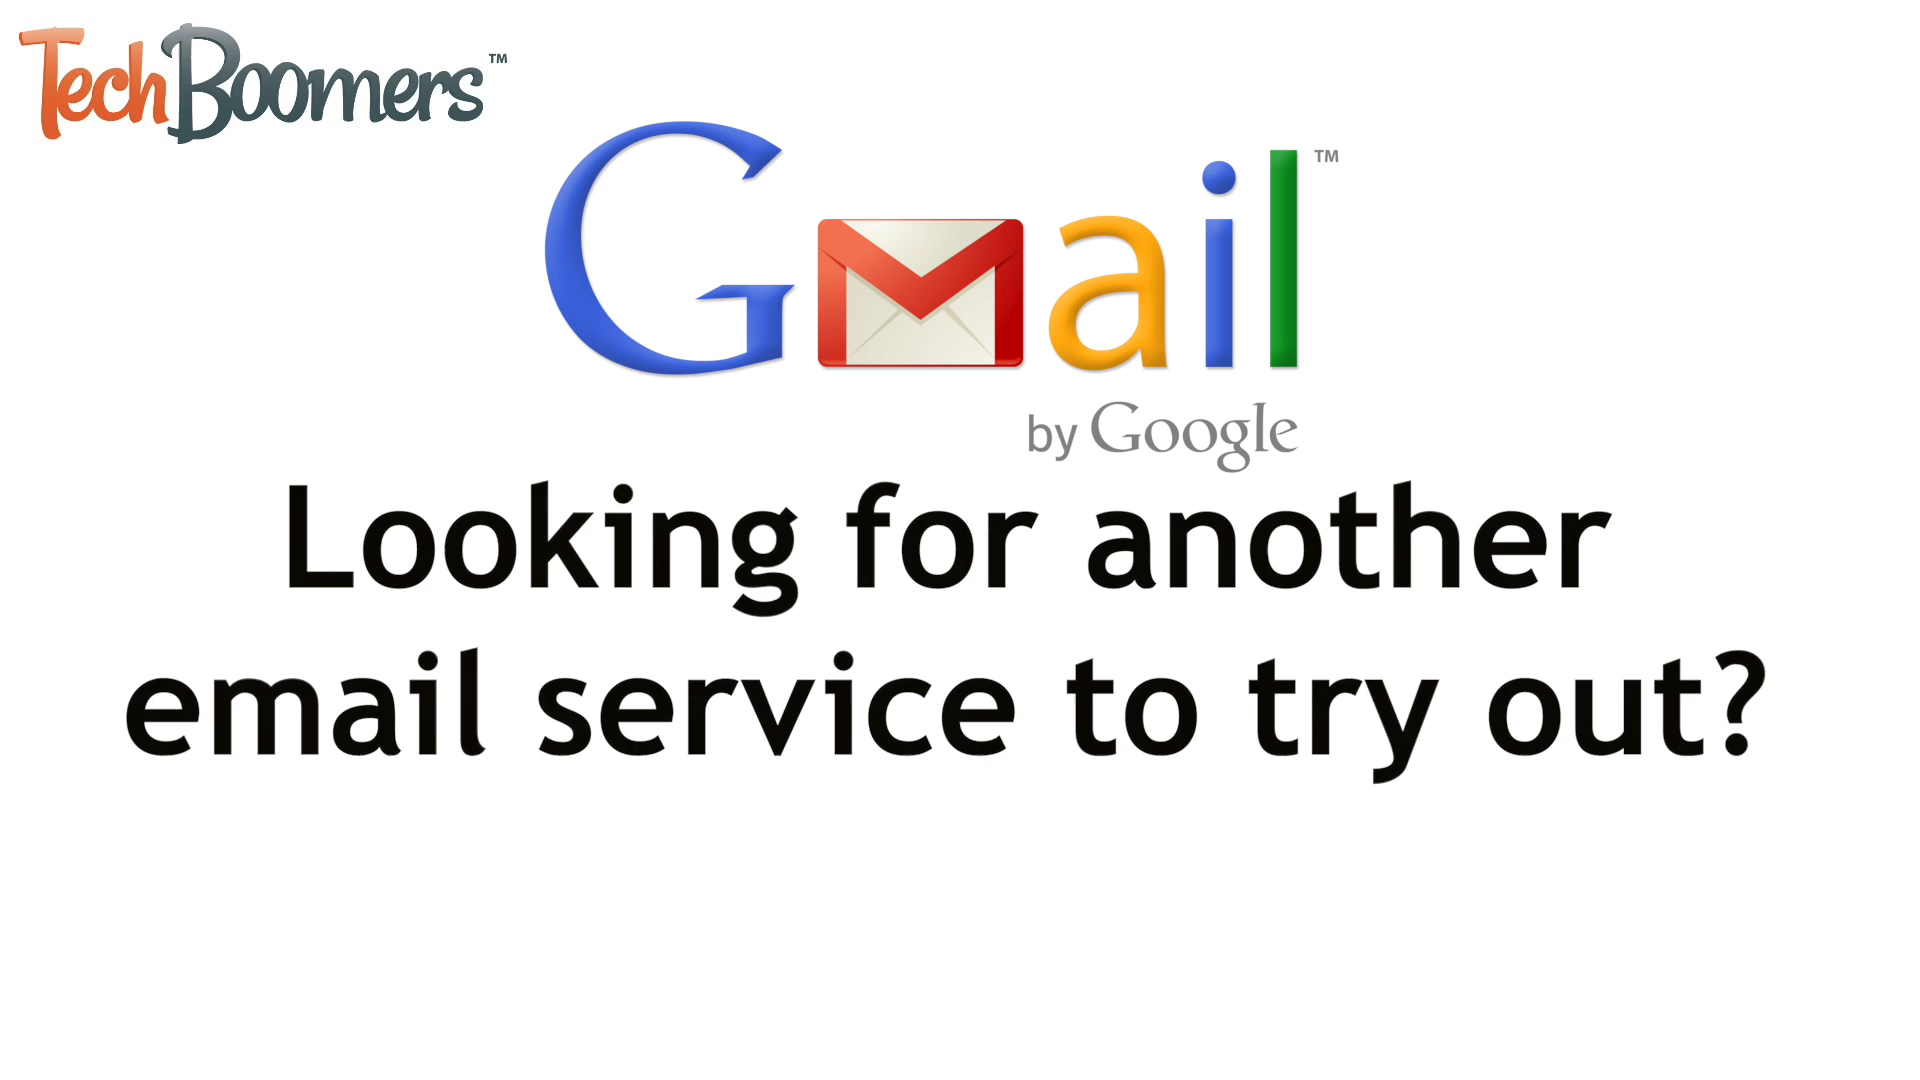 TechBoomers™
Gmail™
by Google
Looking for another
email service to try out?